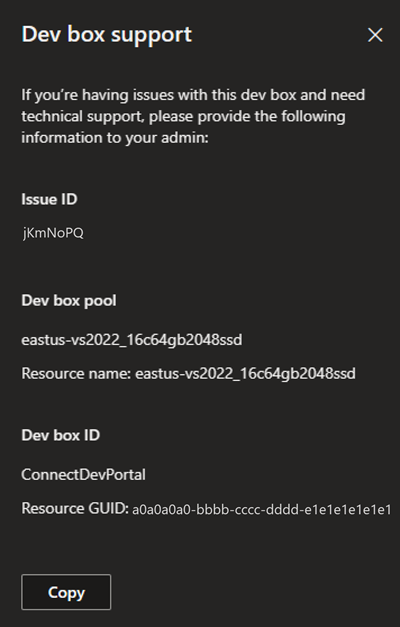 Dev box support
If you’re having issues with this dev box and need
technical support, please provide the following
information to your admin:
Issue ID
jKmNoPQ
Dev box pool
eastus-vs2022_16c64gb2048ssd
Resource name: eastus-vs2022_16c64gb2048ssd
Dev box ID
ConnectDevPortal
Resource GUID: a0a0a0a0-bbbb-cccc-dddd-e1e1e1e1e1e1
Copy